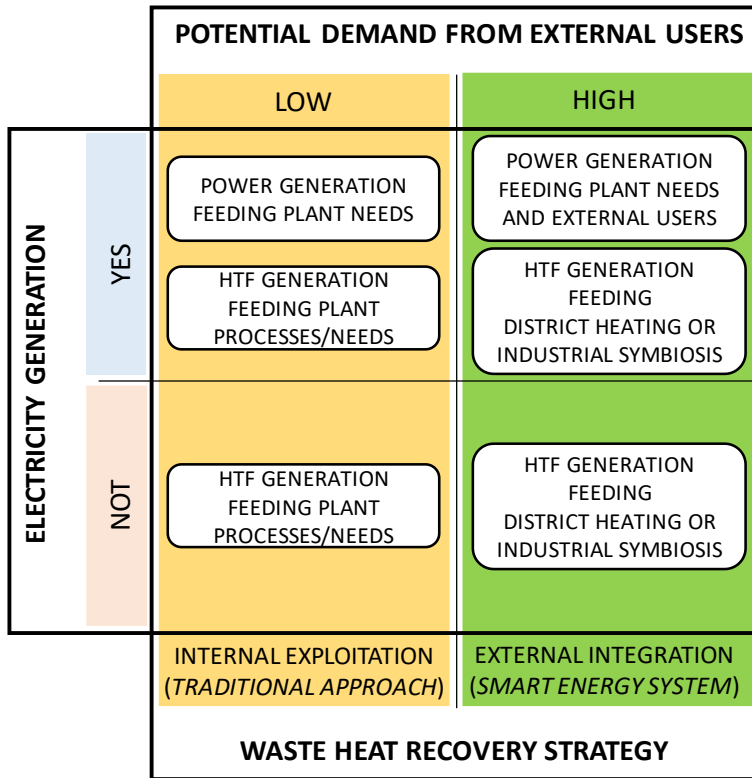 POTENTIAL DEMAND FROM EXTERNAL USERS
LOW
HIGH
ELECTRICITY GENERATION
YES
POWER GENERATION
FEEDING PLANT NEEDS
POWER GENERATION
FEEDING PLANT NEEDS
AND EXTERNAL USERS
HTF GENERATION
FEEDING PLANT
PROCESSES/NEEDS
HTF GENERATION
FEEDING
DISTRICT HEATING OR
INDUSTRIAL SYMBIOSIS
NOT
HTF GENERATION
FEEDING PLANT
PROCESSES/NEEDS
HTF GENERATION
FEEDING
DISTRICT HEATING OR
INDUSTRIAL SYMBIOSIS
INTERNAL EXPLOITATION
(TRADITIONAL APPROACH)
EXTERNAL INTEGRATION
(SMART ENERGY SYSTEM)
WASTE HEAT RECOVERY STRATEGY